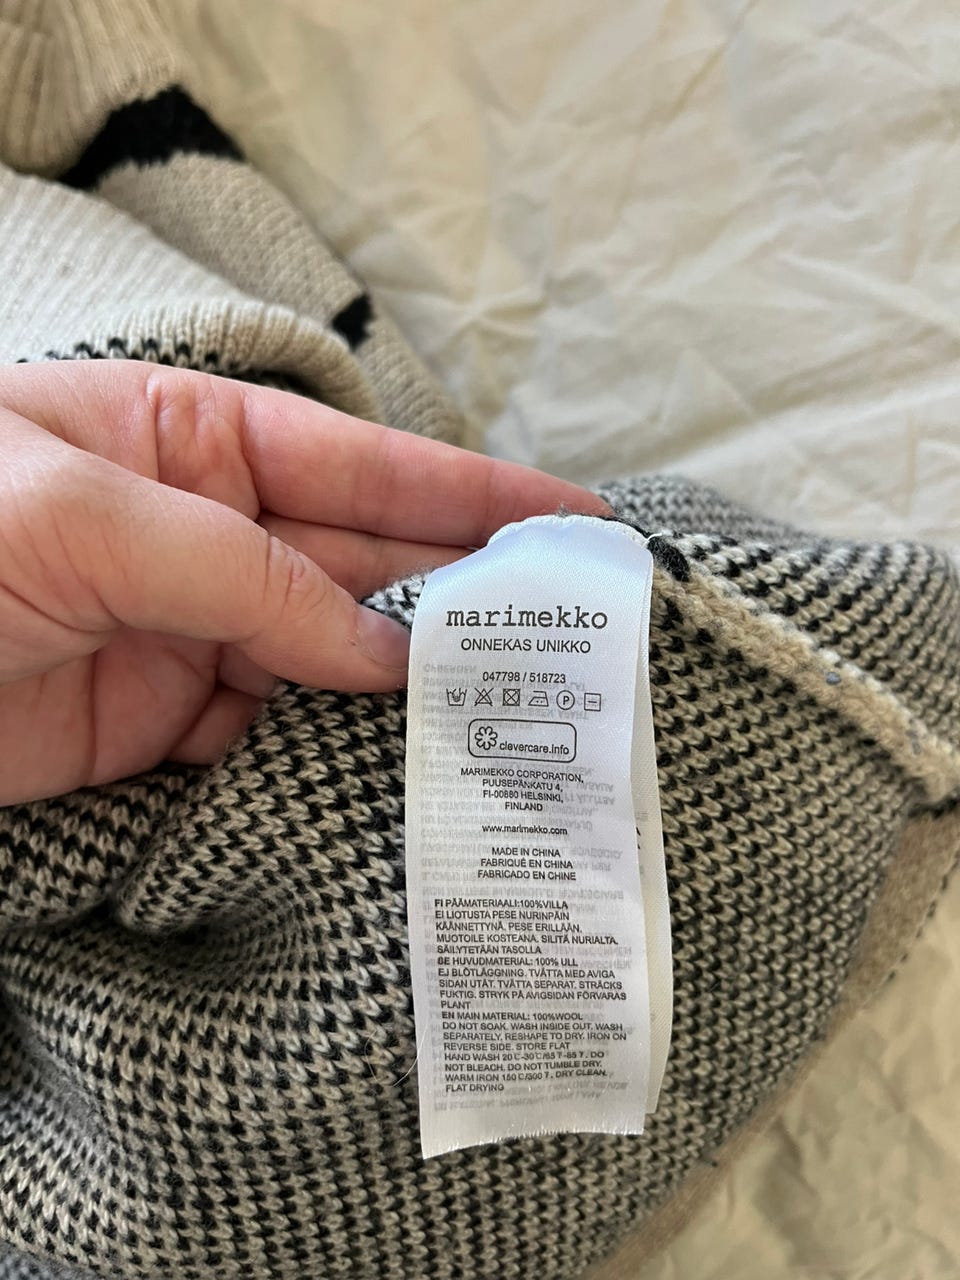 marimekko
ONNEKAS UNIKKO
047798 / 518723
P
clevercare.info
MARIMEKKO CORPORATION,
PUUSEPÄNKATU 4,
FI-00880 HELSINKI,
FINLAND
www.marimekko.com
MADE IN CHINA
FABRIQUÉ EN CHINA
FABRICADO EN CHINE
FI PÄÄMATERIAALI:100%VILLA
EI LIOTUSTA PESE NURINPÄIN
KÄÄNNETTYNÄ. PESE ERILLÄÄN.
MUOTOILE KOSTEANA. SILITÄ NURJALTA.
SÄILYTETÄÄN TASOLLA
SE HUVUDMATERIAL: 100% ULL
EJ BLÖTLÄGGNING. TVÄTTA MED AVIGA
SIDAN UTÅT. TVÄTTA SEPARAT. STRÄCKS
FUKTIG. STRYK PÅ AVIGSIDAN FÖRVARAS
PLANT
EN MAIN MATERIAL: 100%WOOL
DO NOT SOAK. WASH INSIDE OUT. WASH
SEPARATELY. RESHAPE TO DRY. IRON ON
REVERSE SIDE. STORE FLAT
HAND WASH 20℃-30℃/65℉-85℉, DO
NOT BLEACH. DO NOT TUMBLE DRY.
WARM IRON 150℃/300℉, DRY CLEAN.
FLAT DRYING